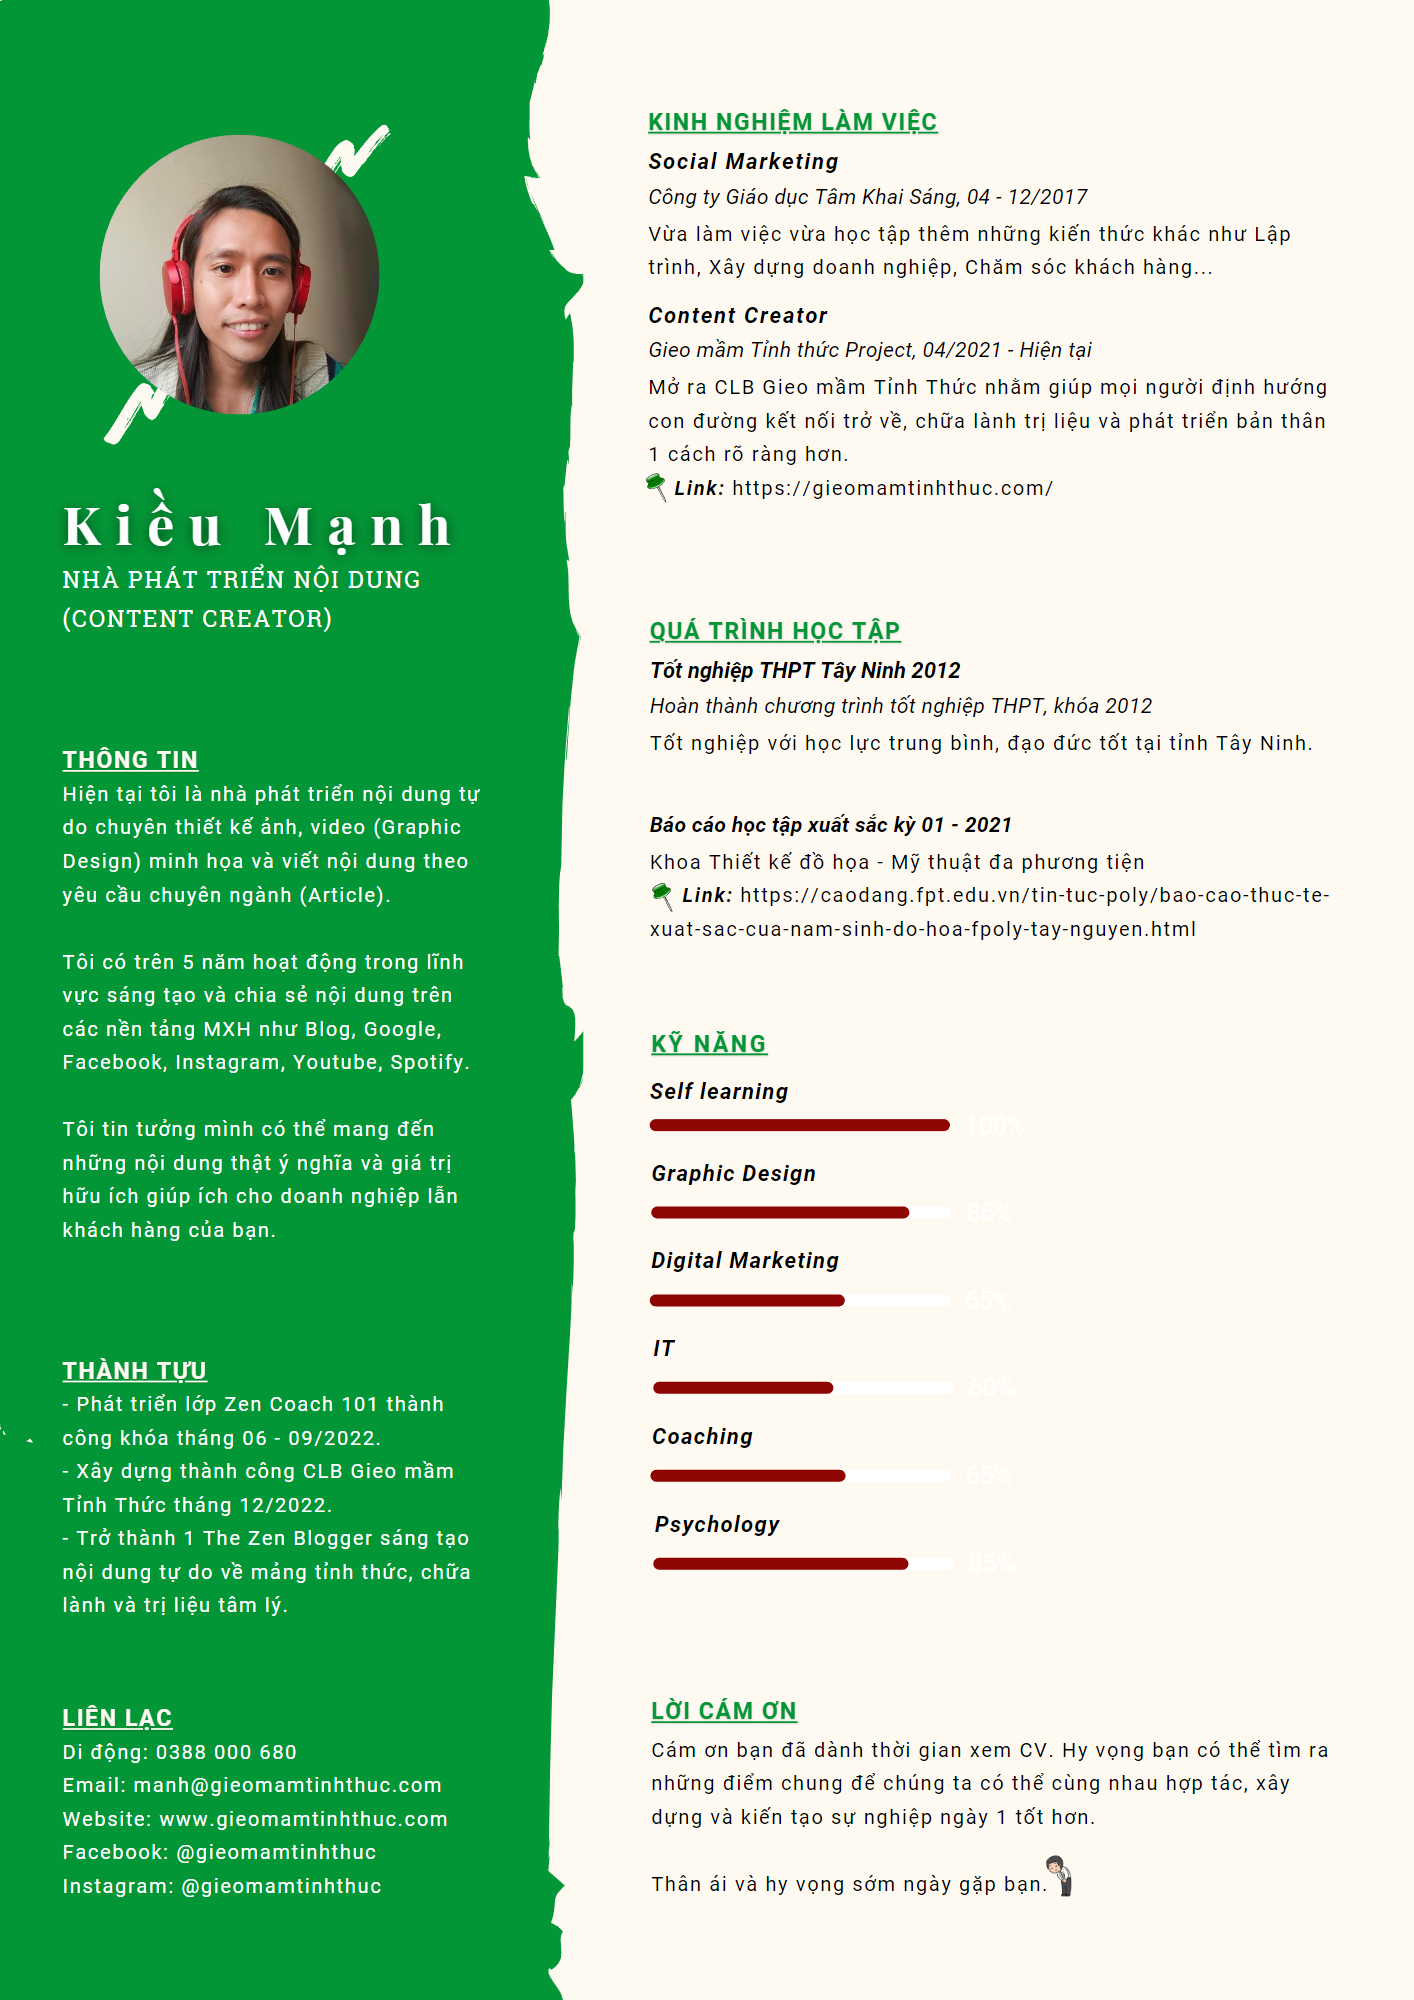 Kiều Mạnh
NHÀ PHÁT TRIỂN NỘI DUNG
(CONTENT CREATOR)
THÔNG TIN
Hiện tại tôi là nhà phát triển nội dung tự
do chuyên thiết kế ảnh, video (Graphic
Design) minh họa và viết nội dung theo
yêu cầu chuyên ngành (Article).
Tôi có trên 5 năm hoạt động trong lĩnh
vực sáng tạo và chia sẻ nội dung trên
các nền tảng MXH như Blog, Google,
Facebook, Instagram, Youtube, Spotify.
Tôi tin tưởng mình có thể mang đến
những nội dung thật ý nghĩa và giá trị
hữu ích giúp ích cho doanh nghiệp lẫn
khách hàng của bạn.
THÀNH TỰU
- Phát triển lớp Zen Coach 101 thành
công khóa tháng 06 - 09/2022.
- Xây dựng thành công CLB Gieo mầm
Tỉnh Thức tháng 12/2022.
- Trở thành 1 The Zen Blogger sáng tạo
nội dung tự do về mảng tỉnh thức, chữa
lành và trị liệu tâm lý.
LIÊN LẠC
Di động: 0388 000 680
Email: manh@gieomamtinhthuc.com
Website: www.gieomamtinhthuc.com
Facebook: @gieomamtinhthuc
Instagram: @gieomamtinhthuc
KINH NGHIỆM LÀM VIỆC
Social Marketing
Công ty Giáo dục Tâm Khai Sáng, 04 - 12/2017
Vừa làm việc vừa học tập thêm những kiến thức khác như Lập
trình, Xây dựng doanh nghiệp, Chăm sóc khách hàng...
Content Creator
Gieo mầm Tỉnh thức Project, 04/2021 - Hiện tại
Mở ra CLB Gieo mầm Tỉnh Thức nhằm giúp mọi người định hướng
con đường kết nối trở về, chữa lành trị liệu và phát triển bản thân
1 cách rõ ràng hơn.
Link: https://gieomamtinhthuc.com/
QUÁ TRÌNH HỌC TẬP
Tốt nghiệp THPT Tây Ninh 2012
Hoàn thành chương trình tốt nghiệp THPT, khóa 2012
Tốt nghiệp với học lực trung bình, đạo đức tốt tại tỉnh Tây Ninh.
Báo cáo học tập xuất sắc kỳ 01 - 2021
Khoa Thiết kế đồ họa - Mỹ thuật đa phương tiện
Link: https://caodang.fpt.edu.vn/tin-tuc-poly/bao-cao-thuc-te-
xuat-sac-cua-nam-sinh-do-hoa-fpoly-tay-nguyen.html
KỸ NĂNG
Self learning
100%
Graphic Design
86%
Digital Marketing
65%
IT
60%
Coaching
65%
Psychology
85%
LỜI CÁM ƠN
Cám ơn bạn đã dành thời gian xem CV. Hy vọng bạn có thể tìm ra
những điểm chung để chúng ta có thể cùng nhau hợp tác, xây
dựng và kiến tạo sự nghiệp ngày 1 tốt hơn.
Thân ái và hy vọng sớm ngày gặp bạn.